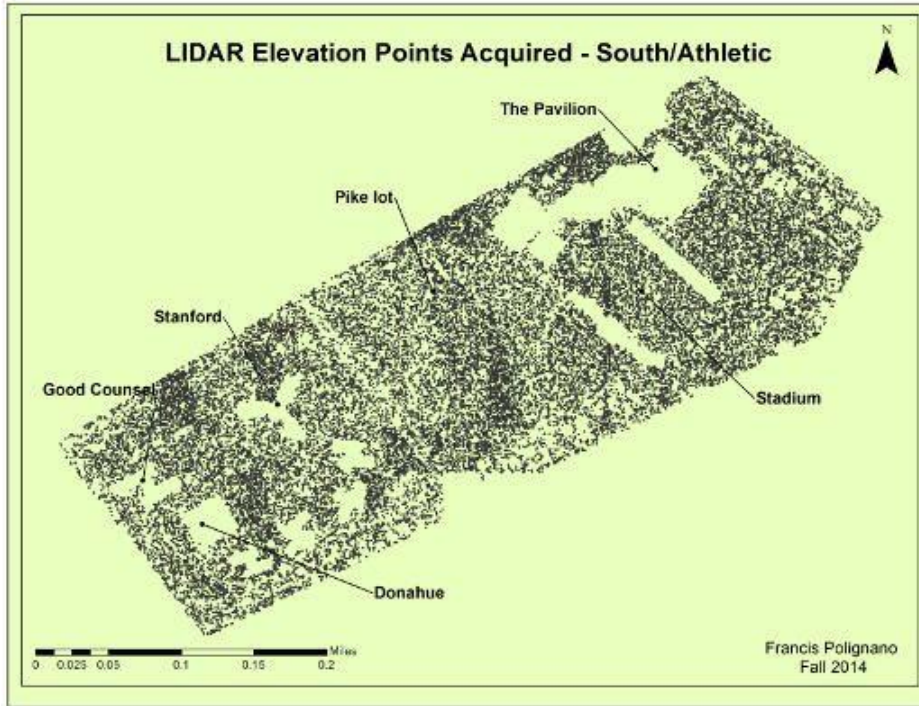 LIDAR Elevation Points Acquired - South/Athletic
N
The Pavilion
Pike lot
Stanford
Good Counsel
Stadium
Donahue
Miles
0 0.025 0.05 0.1 0.15 0.2
Francis Polignano
Fall 2014